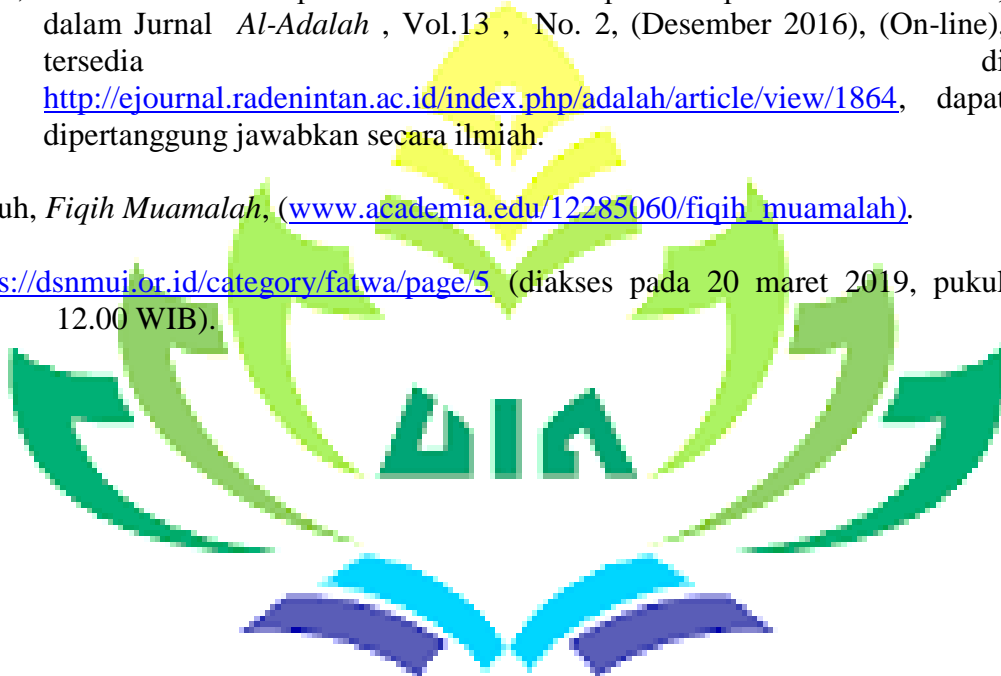 dalam Jurnal Al-Adalah , Vol.13 , No. 2, (Desember 2016), (On-line),
tersedia di
http://ejournal.radenintan.ac.id/index.php/adalah/article/view/1864, dapat
dipertanggung jawabkan secara ilmiah.
uh, Fiqih Muamalah, (www.academia.edu/12285060/fiqih_muamalah).
s://dsnmui.or.id/category/fatwa/page/5 (diakses pada 20 maret 2019, pukul
12.00 WIB).
UIN